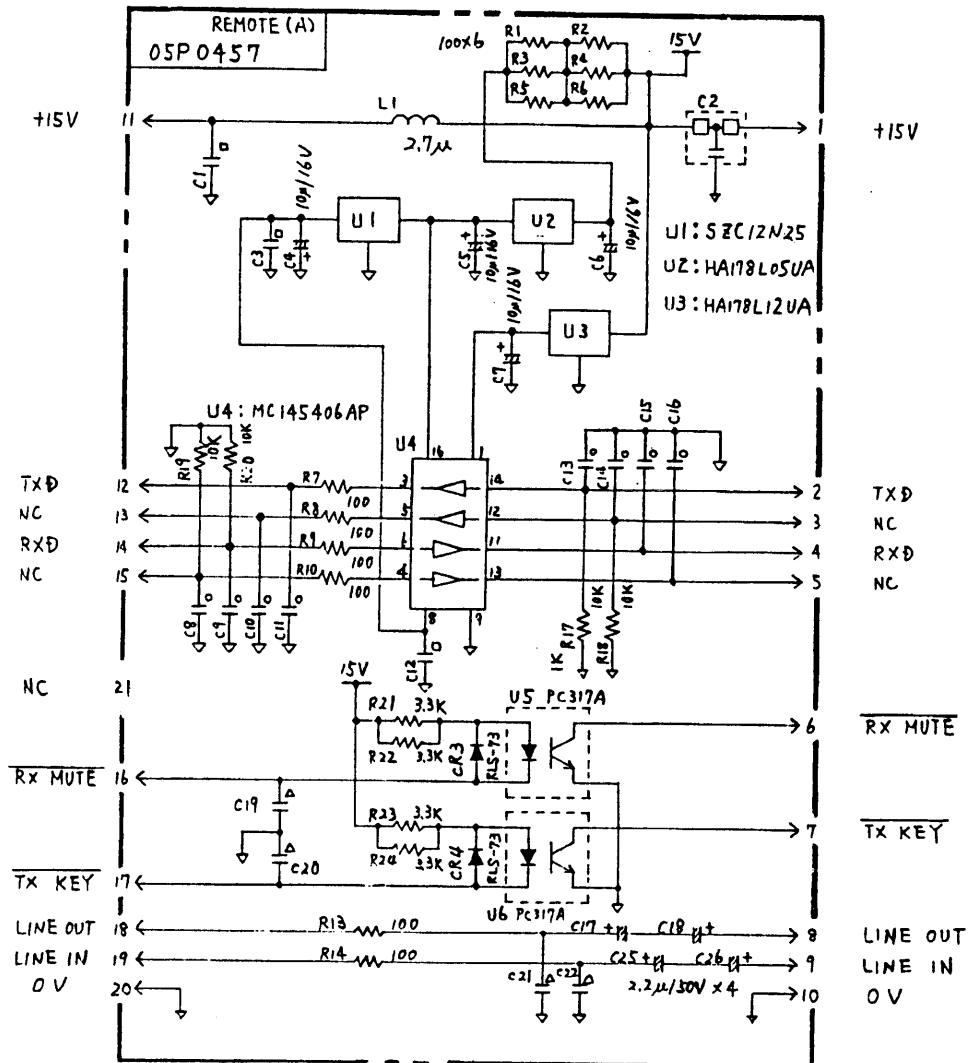 REMOTE (A)
05P0457
100x6
R1 R2
R3 R4
R5 R6
15V
C2
L1
2.7μ
+15V 11
1 +15V
C1
C3
C4 10μ/16V
U1
C5 10μ/16V
U2
C6 10μ/16V
U1: SZC12N25
U2: HA178L05UA
U3: HA178L12UA
C7 10μ/16V
U3
U4: MC145406AP
U4
16 1
R19 10K
R20 10K
C13 C14 C15 C16
TXD 12 R7 100 3 14 2 TXD
NC 13 R8 100 5 12 3 NC
RXD 14 R9 100 6 11 4 RXD
NC 15 R10 100 4 13 5 NC
8 9
C8 C9 C10 C11
C12
R17 1K
10K
R18 10K
NC 21
15V
U5 PC317A
R21 3.3K
R22 3.3K
CR3 RLS-73
6 RX MUTE
RX MUTE 16
C19
C20
R23 3.3K
R24 3.3K
CR4 RLS-73
7 TX KEY
TX KEY 17
U6 PC317A
LINE OUT 18 R13 100 C17 + C18 + 8 LINE OUT
LINE IN 19 R14 100 C25 + C26 + 9 LINE IN
C21 C22
2.2μ/50V x4
0V 20
10 0V